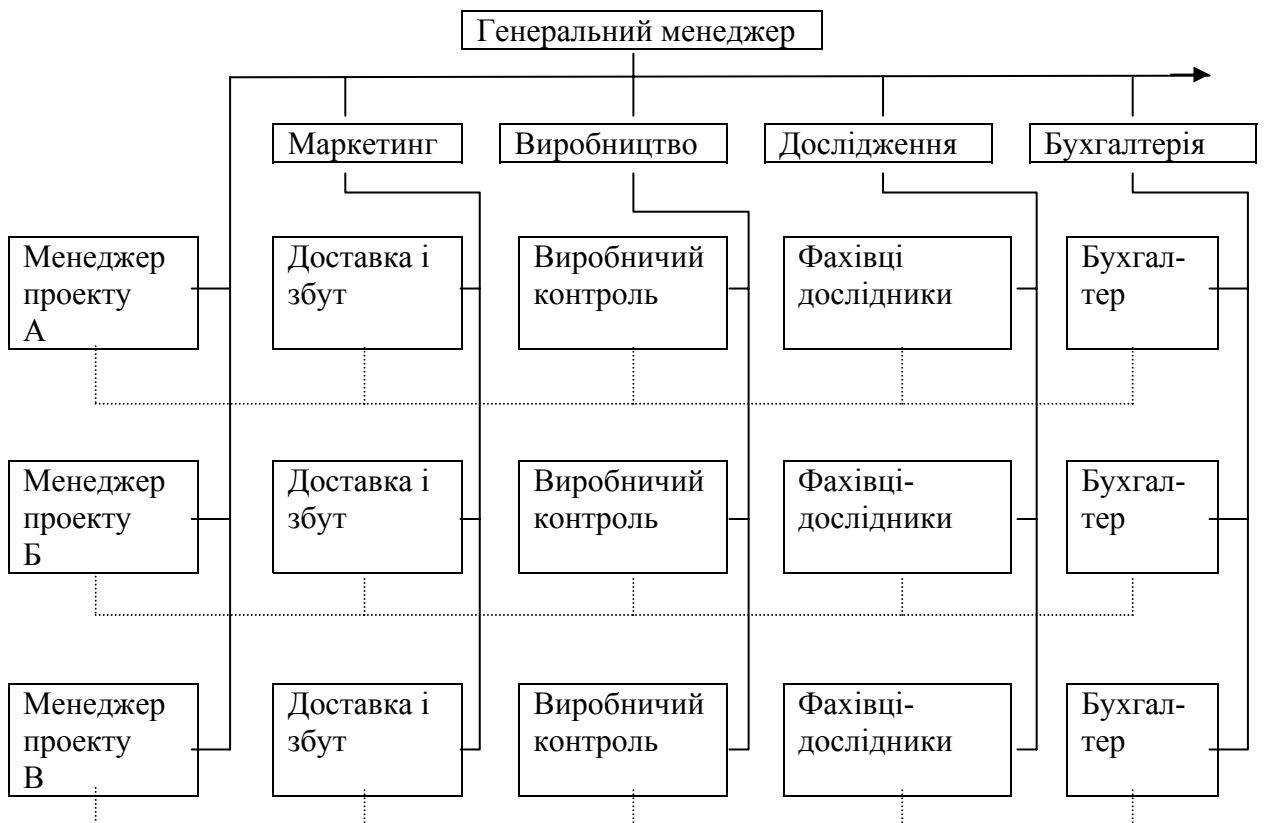 Генеральний менеджер
Маркетинг
Виробництво
Дослідження
Бухгалтерія
Менеджер
проекту
А
Доставка і
збут
Виробничий
контроль
Фахівці
дослідники
Бухгал-
тер
Менеджер
проекту
Б
Доставка і
збут
Виробничий
контроль
Фахівці-
дослідники
Бухгал-
тер
Менеджер
проекту
В
Доставка і
збут
Виробничий
контроль
Фахівці-
дослідники
Бухгал-
тер